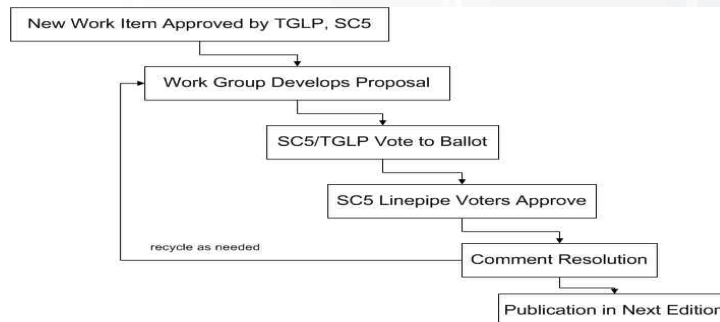 New Work Item Approved by TGLP, SC5
Work Group Develops Proposal
SC5/TGLP Vote to Ballot
SC5 Linepipe Voters Approve
recycle as needed
Comment Resolution
Publication in Next Edition